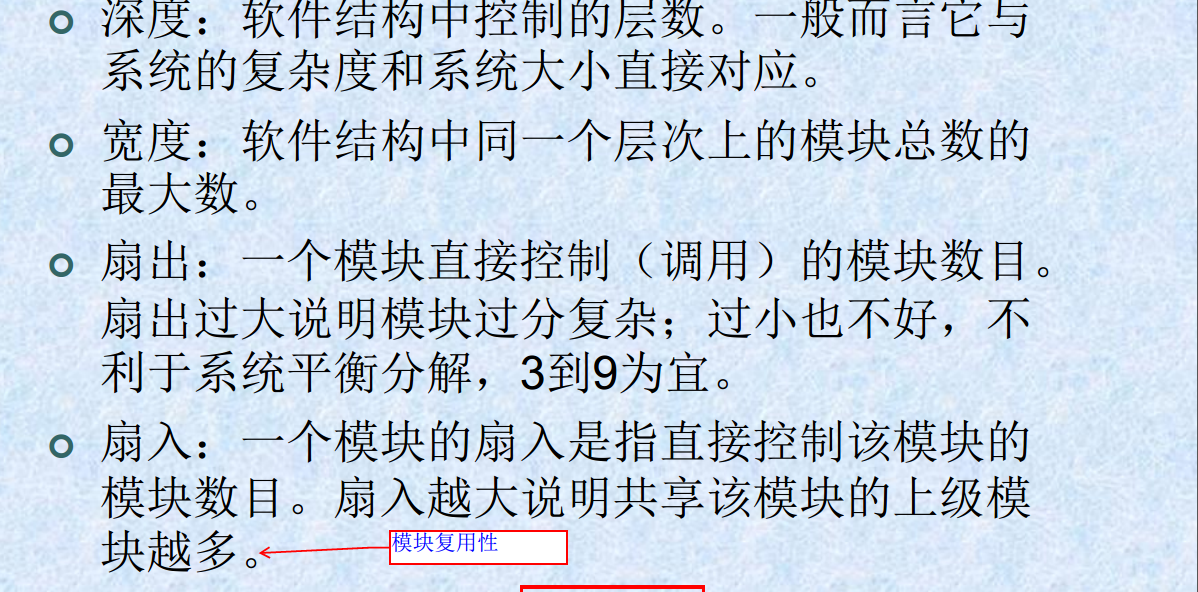 深度：软件结构中控制的层数。一般而言它与
系统的复杂度和系统大小直接对应。
宽度：软件结构中同一个层次上的模块总数的
最大数。
扇出：一个模块直接控制（调用）的模块数目。
扇出过大说明模块过分复杂；过小也不好，不
利于系统平衡分解，3到9为宜。
扇入：一个模块的扇入是指直接控制该模块的
模块数目。扇入越大说明共享该模块的上级模
块越多。
模块复用性